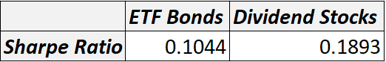 ETF Bonds Dividend Stocks
Sharpe Ratio 0.1044 0.1893